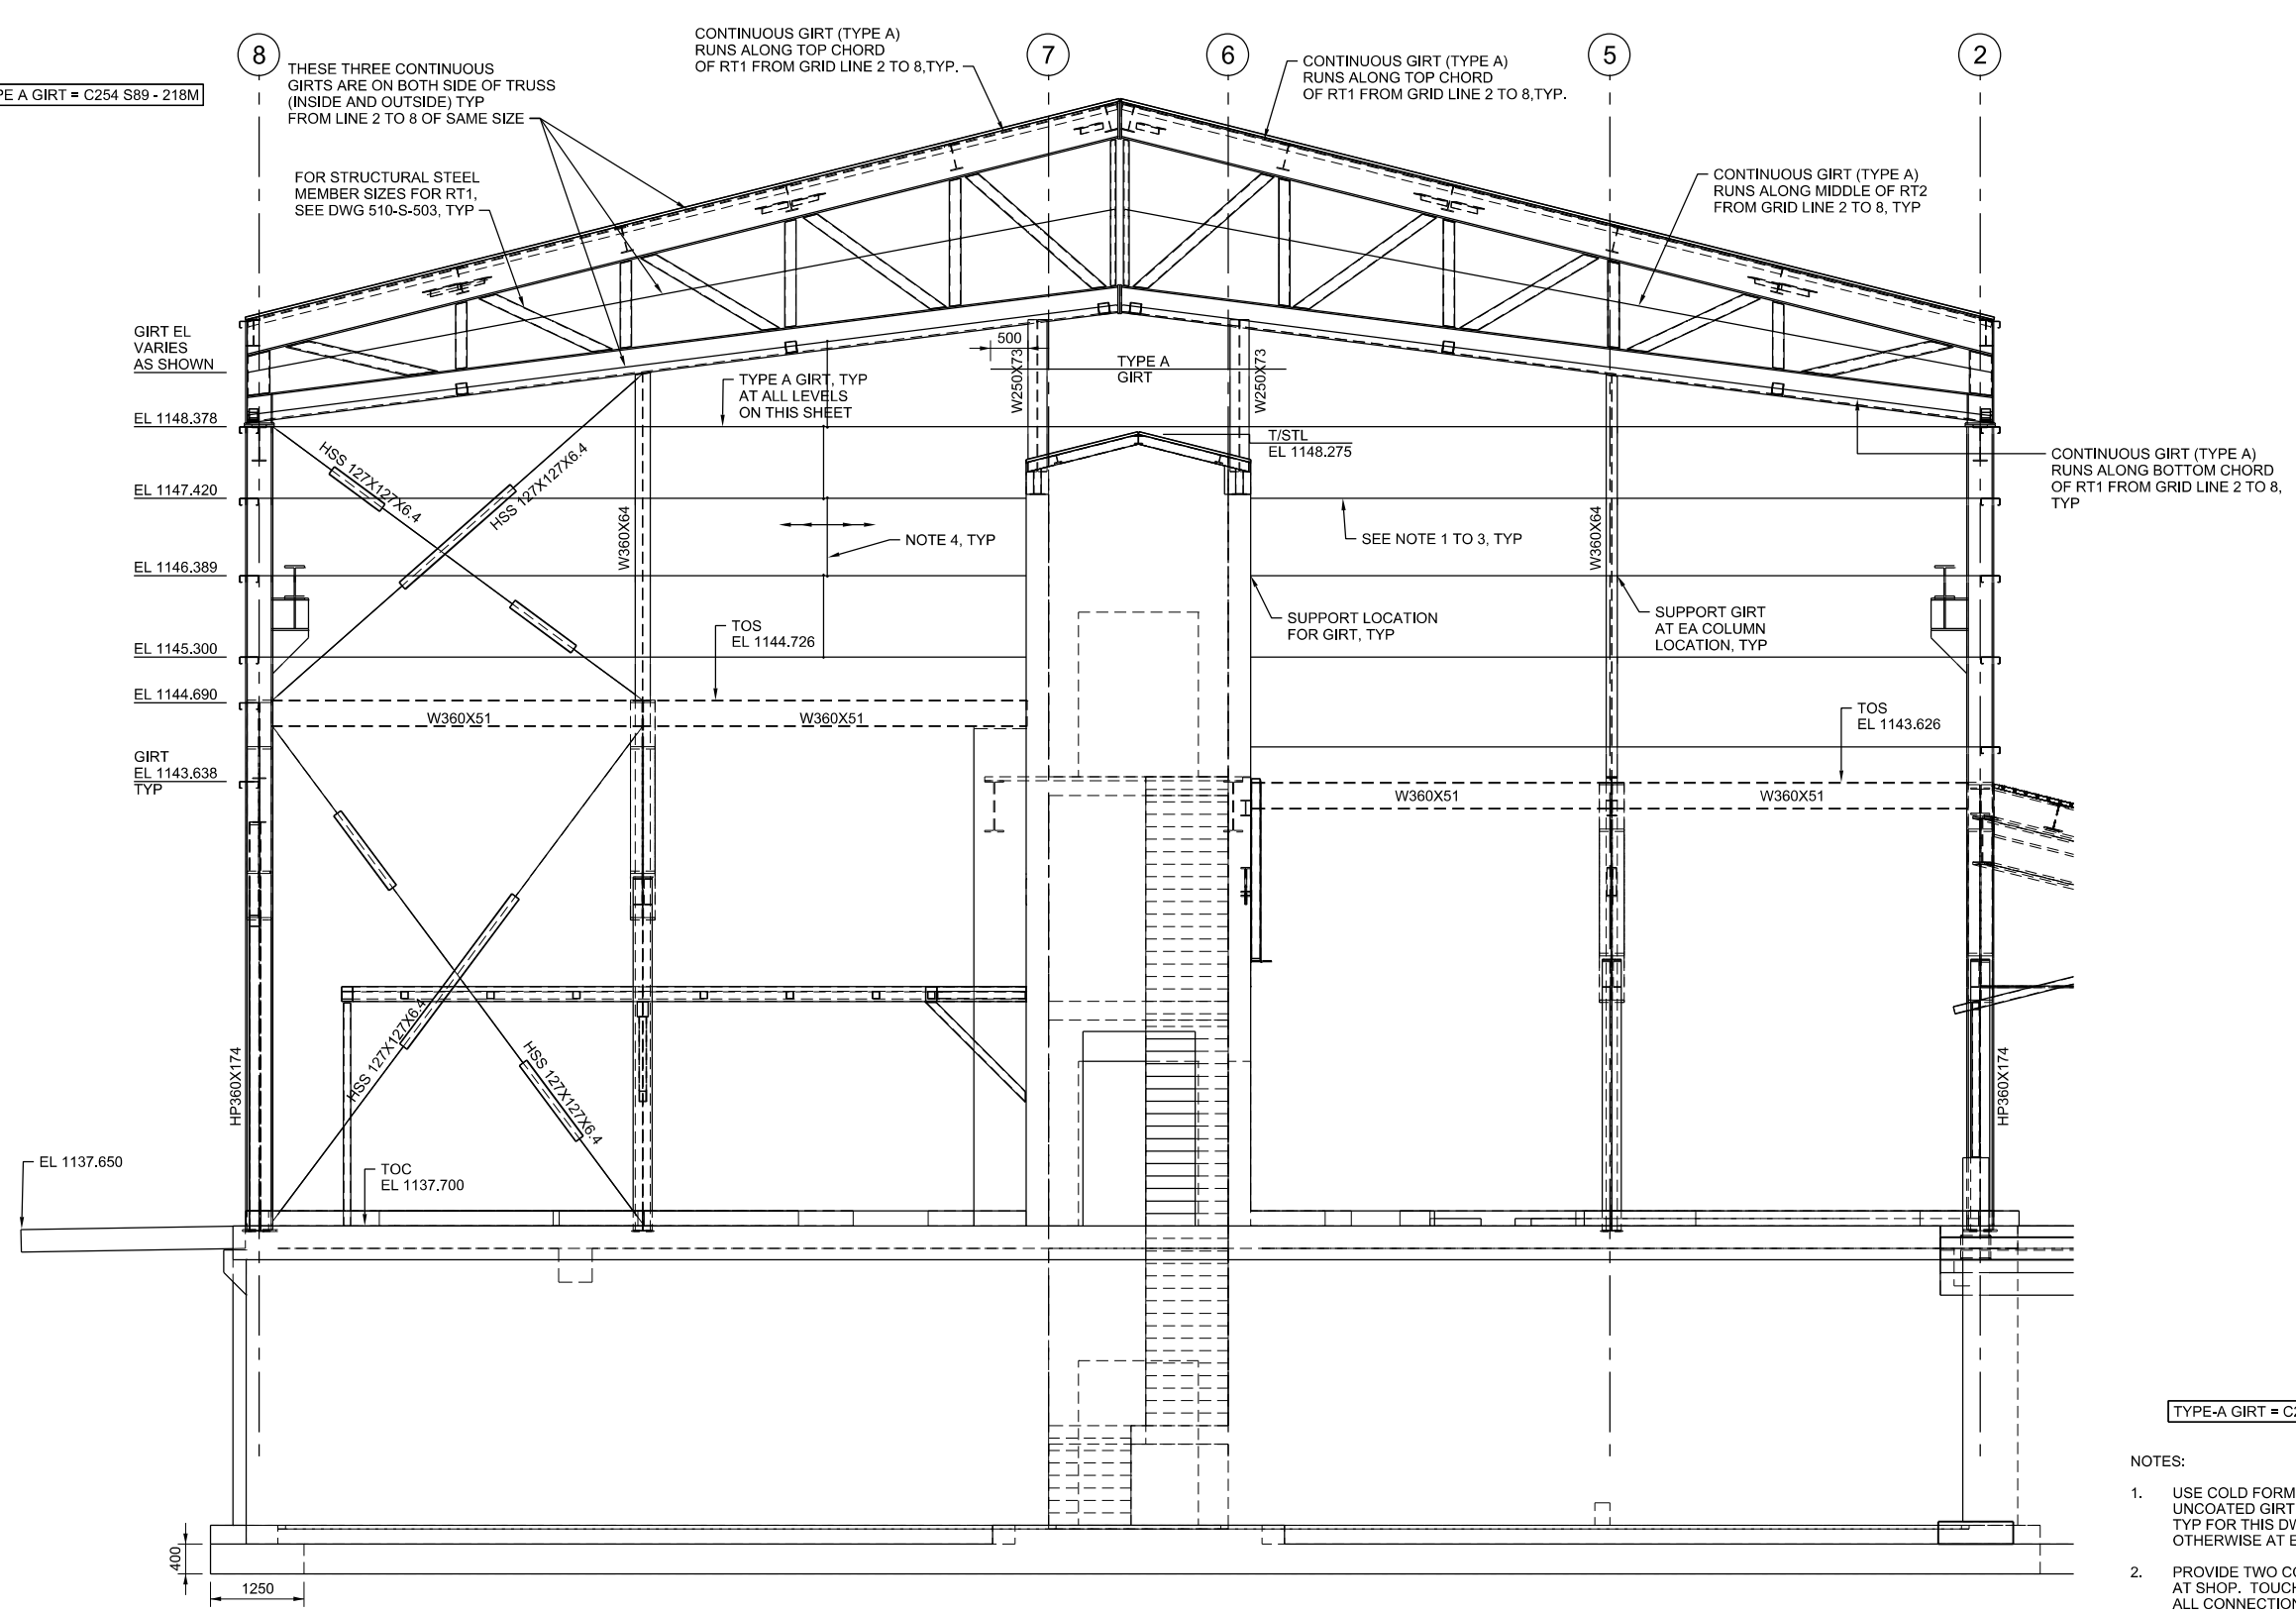 8
7
6
5
2
PE A GIRT = C254 S89 - 218M
THESE THREE CONTINUOUS
GIRTS ARE ON BOTH SIDE OF TRUSS
(INSIDE AND OUTSIDE) TYP
FROM LINE 2 TO 8 OF SAME SIZE
CONTINUOUS GIRT (TYPE A)
RUNS ALONG TOP CHORD
OF RT1 FROM GRID LINE 2 TO 8,TYP.
CONTINUOUS GIRT (TYPE A)
RUNS ALONG TOP CHORD
OF RT1 FROM GRID LINE 2 TO 8,TYP.
FOR STRUCTURAL STEEL
MEMBER SIZES FOR RT1,
SEE DWG 510-S-503, TYP
CONTINUOUS GIRT (TYPE A)
RUNS ALONG MIDDLE OF RT2
FROM GRID LINE 2 TO 8, TYP
GIRT EL
VARIES
AS SHOWN
500
W250X73
TYPE A
GIRT
W250X73
TYPE A GIRT, TYP
AT ALL LEVELS
ON THIS SHEET
EL 1148.378
T/STL
EL 1148.275
CONTINUOUS GIRT (TYPE A)
RUNS ALONG BOTTOM CHORD
OF RT1 FROM GRID LINE 2 TO 8,
TYP
HSS 127X127X6.4
HSS 127X127X6.4
EL 1147.420
W360X64
NOTE 4, TYP
SEE NOTE 1 TO 3, TYP
W360X64
EL 1146.389
SUPPORT LOCATION
FOR GIRT, TYP
SUPPORT GIRT
AT EA COLUMN
LOCATION, TYP
TOS
EL 1144.726
EL 1145.300
EL 1144.690
W360X51
W360X51
TOS
EL 1143.626
GIRT
EL 1143.638
TYP
W360X51
W360X51
HSS 127X127X6.4
HSS 127X127X6.4
HP360X174
HP360X174
EL 1137.650
TOC
EL 1137.700
400
1250
TYPE-A GIRT = C2
NOTES:
1. USE COLD FORM
UNCOATED GIRT
TYP FOR THIS DW
OTHERWISE AT E
2. PROVIDE TWO CO
AT SHOP. TOUCH
ALL CONNECTION